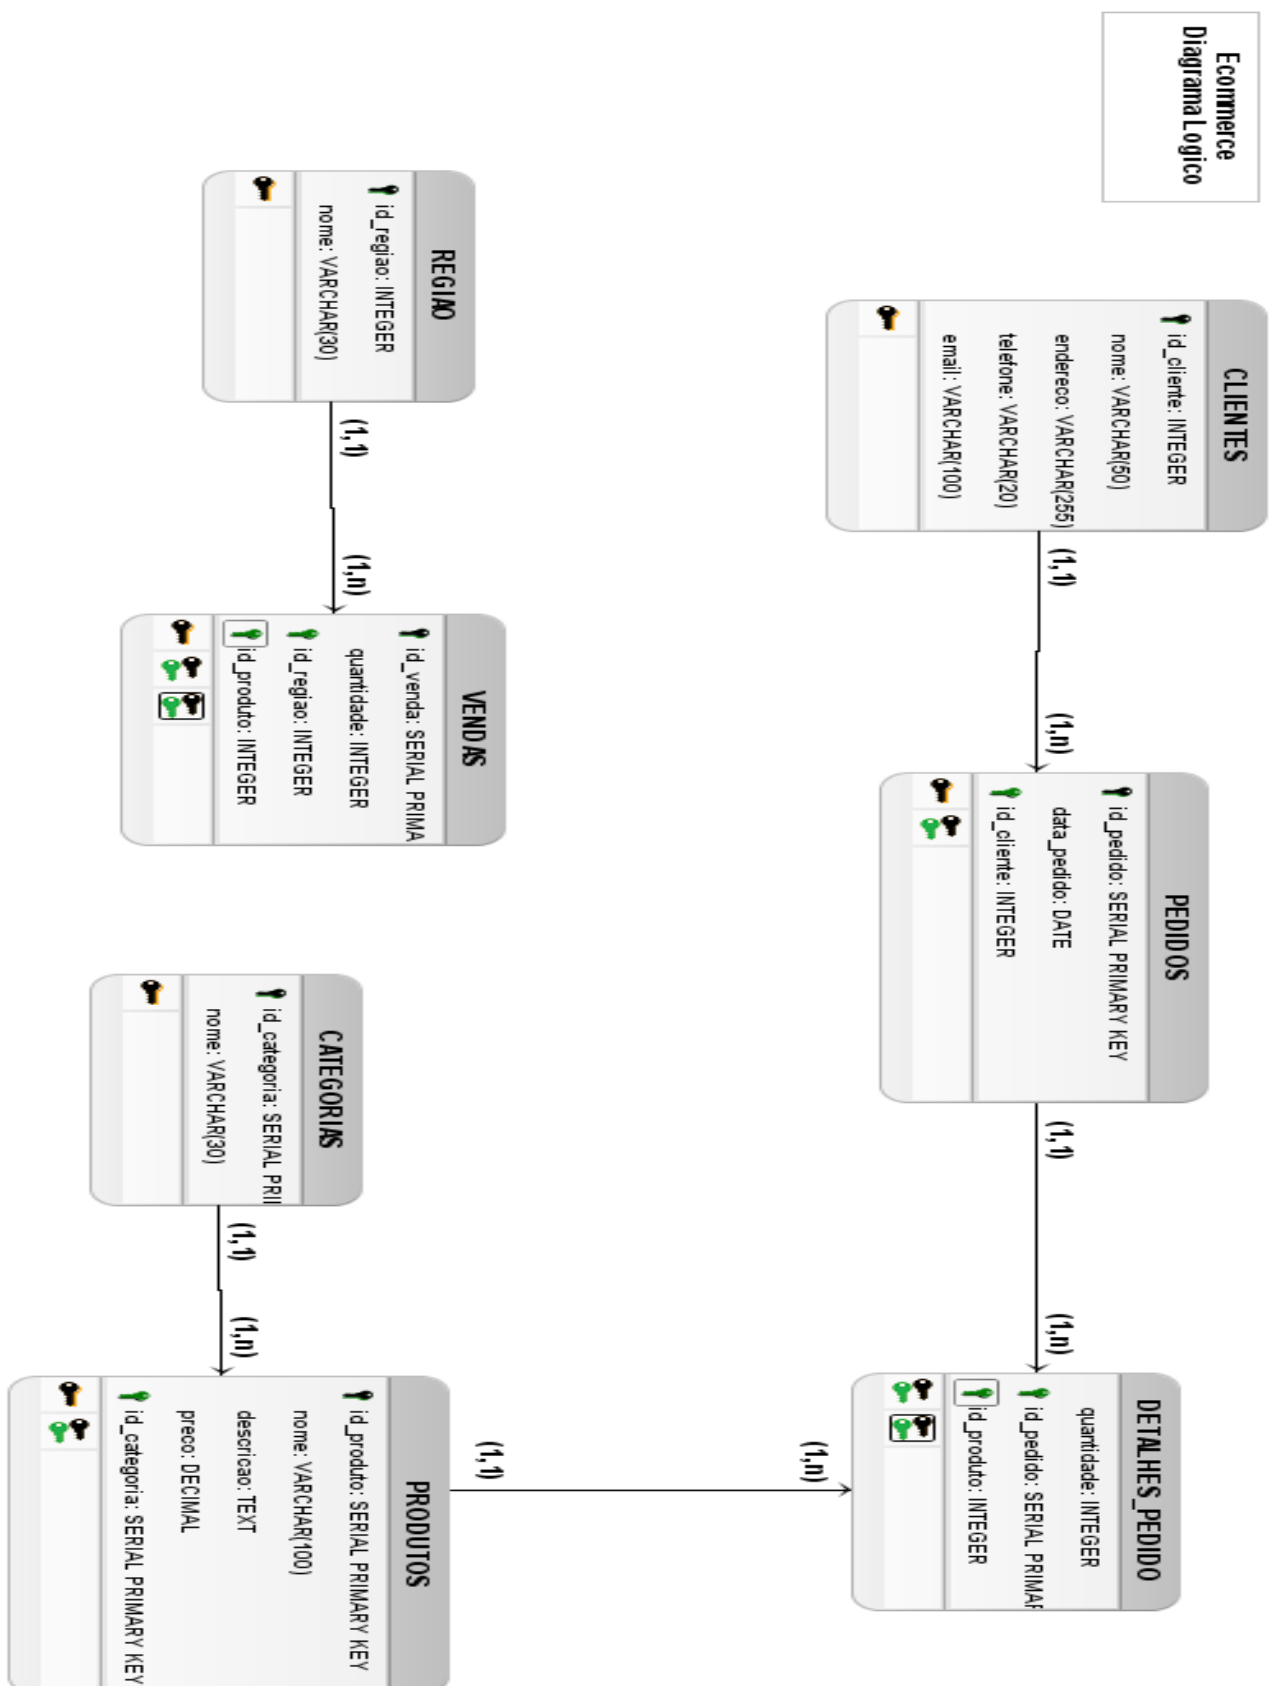 Ecommerce
Diagrama Logico
CLIENTES
id_cliente: INTEGER
nome: VARCHAR(50)
endereco: VARCHAR(255)
telefone: VARCHAR(20)
email: VARCHAR(100)
(1,1)
(1,n)
PEDIDOS
id_pedido: SERIAL PRIMARY KEY
data_pedido: DATE
id_cliente: INTEGER
(1,1)
(1,n)
DETALHES_PEDIDO
quantidade: INTEGER
id_pedido: SERIAL PRIMAF
id_produto: INTEGER
REGIAO
id_regiao: INTEGER
nome: VARCHAR(30)
(1,1)
(1,n)
VENDAS
id_venda: SERIAL PRIMA
quantidade: INTEGER
id_regiao: INTEGER
id_produto: INTEGER
(1,1)
(1,n)
CATEGORIAS
id_categoria: SERIAL PRII
nome: VARCHAR(30)
(1,1)
(1,n)
PRODUTOS
id_produto: SERIAL PRIMARY KEY
nome: VARCHAR(100)
descricao: TEXT
preco: DECIMAL
id_categoria: SERIAL PRIMARY KEY